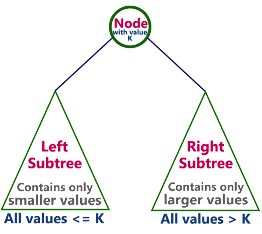 Node
with value
K
Left
Subtree
Contains only
smaller values
All values <= K
Right
Subtree
Contains only
larger values
All values > K